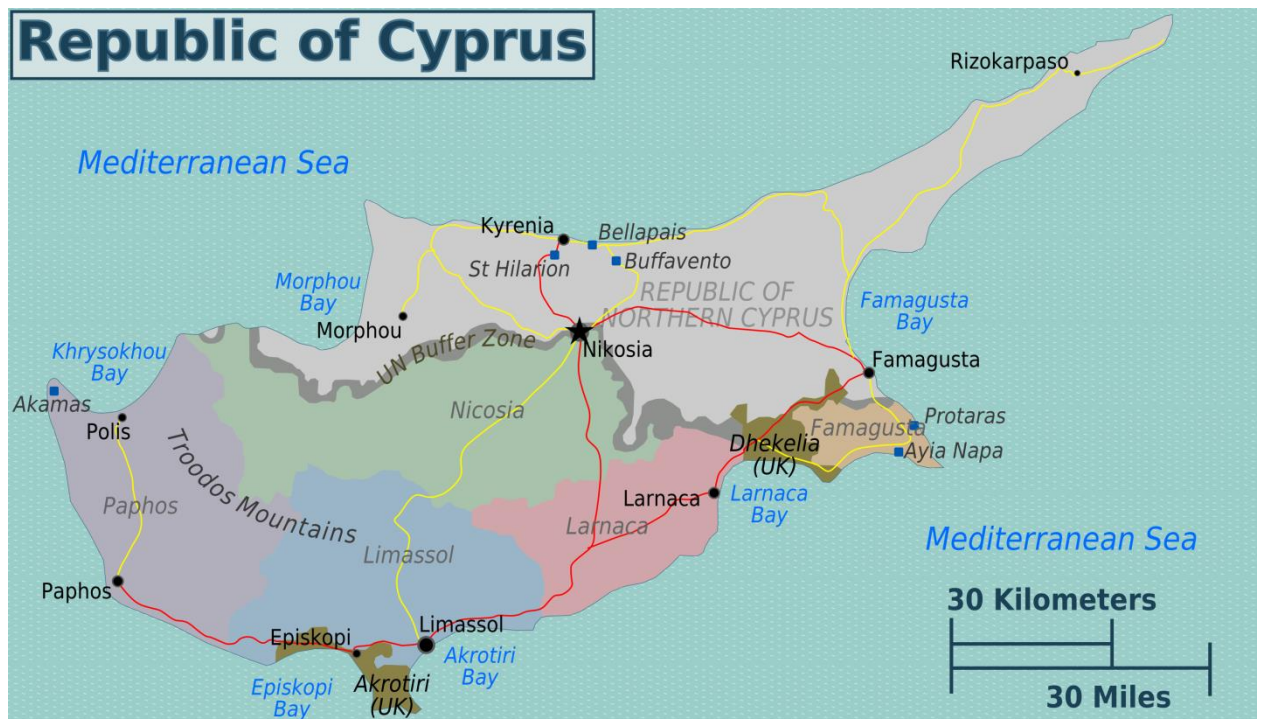 Republic of Cyprus
Rizokarpaso
Mediterranean Sea
Kyrenia
Bellapais
St Hilarion
Buffavento
Morphou
Bay
REPUBLIC OF
NORTHERN CYPRUS
Famagusta
Bay
Morphou
UN Buffer Zone
Nikosia
Khrysokhou
Bay
Famagusta
Akamas
Polis
Nicosia
Protaras
Famagusta
Dhekelia
(UK)
Ayia Napa
Troodos Mountains
Paphos
Larnaca
Larnaca
Bay
Larnaca
Limassol
Mediterranean Sea
Paphos
30 Kilometers
Limassol
Episkopi
Akrotiri
Bay
Episkopi
Bay
Akrotiri
(UK)
30 Miles